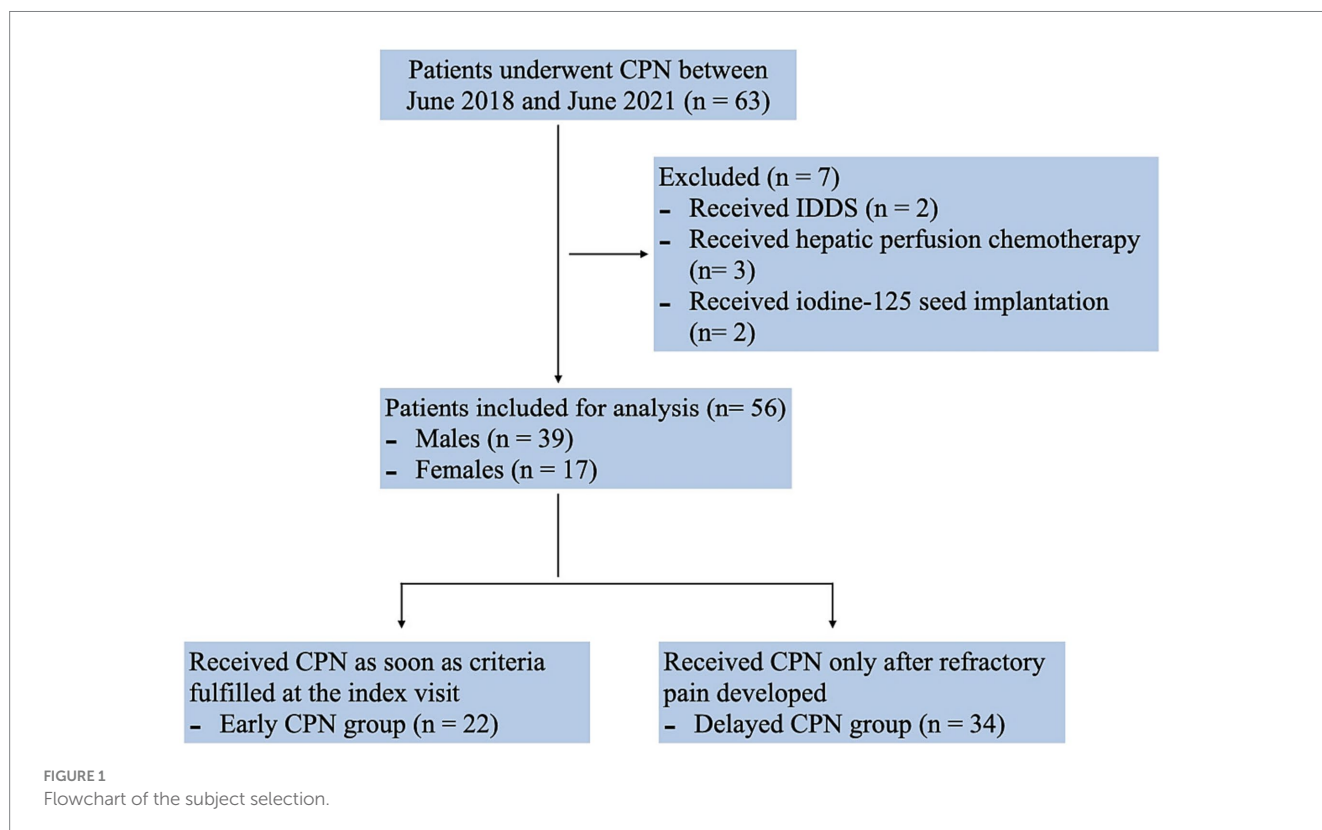 Patients underwent CPN between
June 2018 and June 2021 (n = 63)
Excluded (n = 7)
- Received IDDS (n = 2)
- Received hepatic perfusion chemotherapy
(n= 3)
- Received iodine-125 seed implantation
(n= 2)
Patients included for analysis (n= 56)
- Males (n = 39)
- Females (n = 17)
Received CPN as soon as criteria
fulfilled at the index visit
- Early CPN group (n = 22)
Received CPN only after refractory
pain developed
- Delayed CPN group (n = 34)
FIGURE 1
Flowchart of the subject selection.